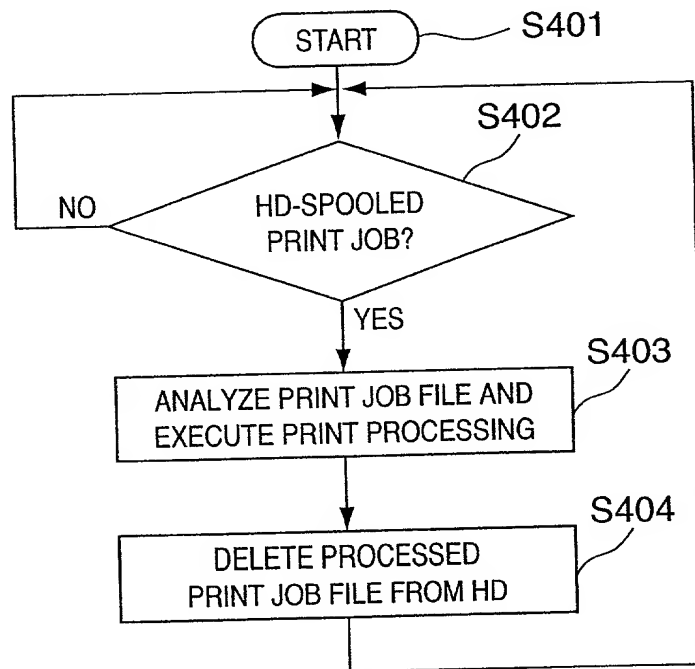 START
S401
S402
HD-SPOOLED
PRINT JOB?
NO
YES
S403
ANALYZE PRINT JOB FILE AND
EXECUTE PRINT PROCESSING
S404
DELETE PROCESSED
PRINT JOB FILE FROM HD